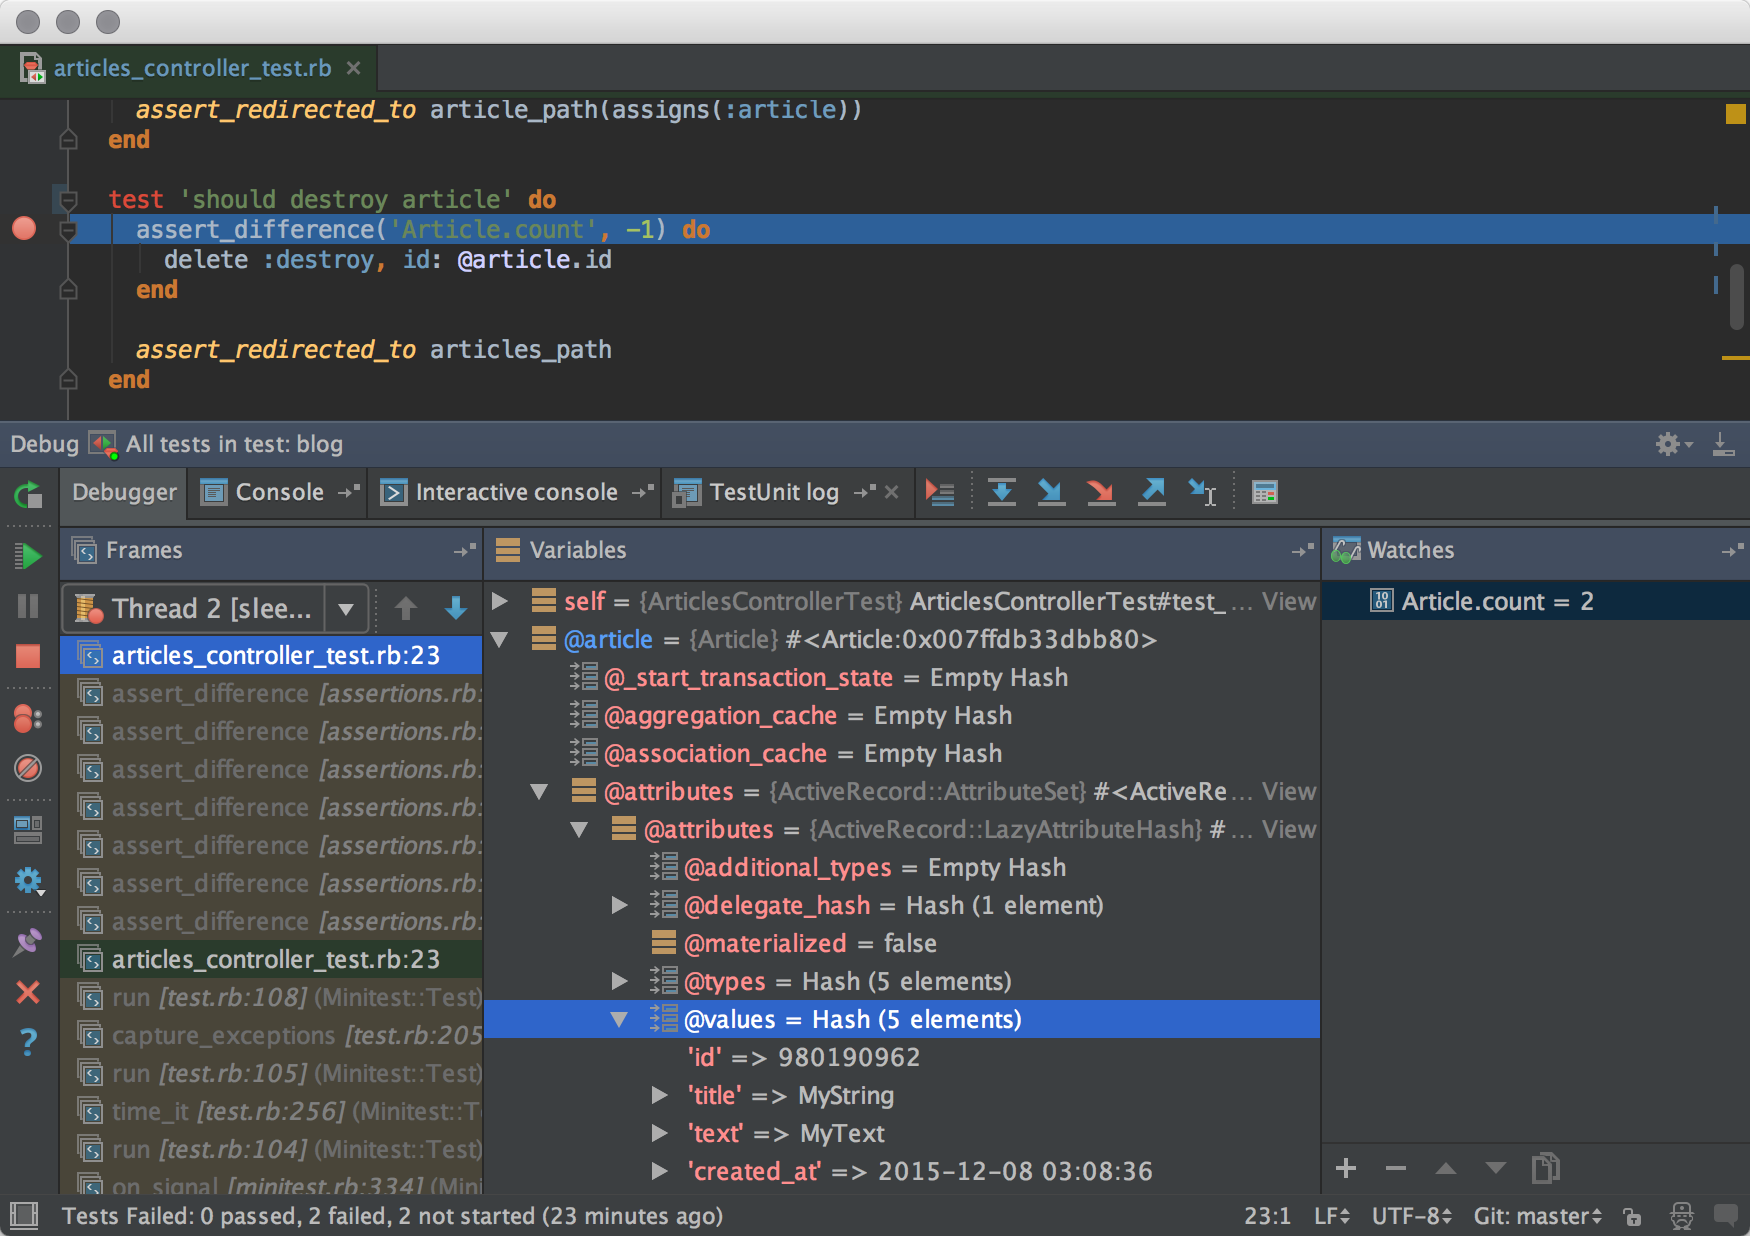 articles_controller_test.rb
assert_redirected_to article_path(assigns(:article))
end
test 'should destroy article' do
assert_difference('Article.count', -1) do
delete :destroy, id: @article.id
end
assert_redirected_to articles_path
end
Debug All tests in test: blog
Debugger Console Interactive console TestUnit log
Frames
Thread 2 [slee...
articles_controller_test.rb:23
assert_difference [assertions.rb:
assert_difference [assertions.rb:
assert_difference [assertions.rb:
assert_difference [assertions.rb:
assert_difference [assertions.rb:
assert_difference [assertions.rb:
assert_difference [assertions.rb:
articles_controller_test.rb:23
run [test.rb:108] (Minitest::Test)
capture_exceptions [test.rb:205
run [test.rb:105] (Minitest::Test)
time_it [test.rb:256] (Minitest::T
run [test.rb:104] (Minitest::Test)
on_signal [minitest.rb:334] (Mini
Variables
self = {ArticlesControllerTest} ArticlesControllerTest#test_... View
@article = {Article} #<Article:0x007ffdb33dbb80>
@_start_transaction_state = Empty Hash
@aggregation_cache = Empty Hash
@association_cache = Empty Hash
@attributes = {ActiveRecord::AttributeSet} #<ActiveRe... View
@attributes = {ActiveRecord::LazyAttributeHash} # ... View
@additional_types = Empty Hash
@delegate_hash = Hash (1 element)
@materialized = false
@types = Hash (5 elements)
@values = Hash (5 elements)
'id' => 980190962
'title' => MyString
'text' => MyText
'created_at' => 2015-12-08 03:08:36
Watches
Article.count = 2
Tests Failed: 0 passed, 2 failed, 2 not started (23 minutes ago)
23:1 LF UTF-8 Git: master